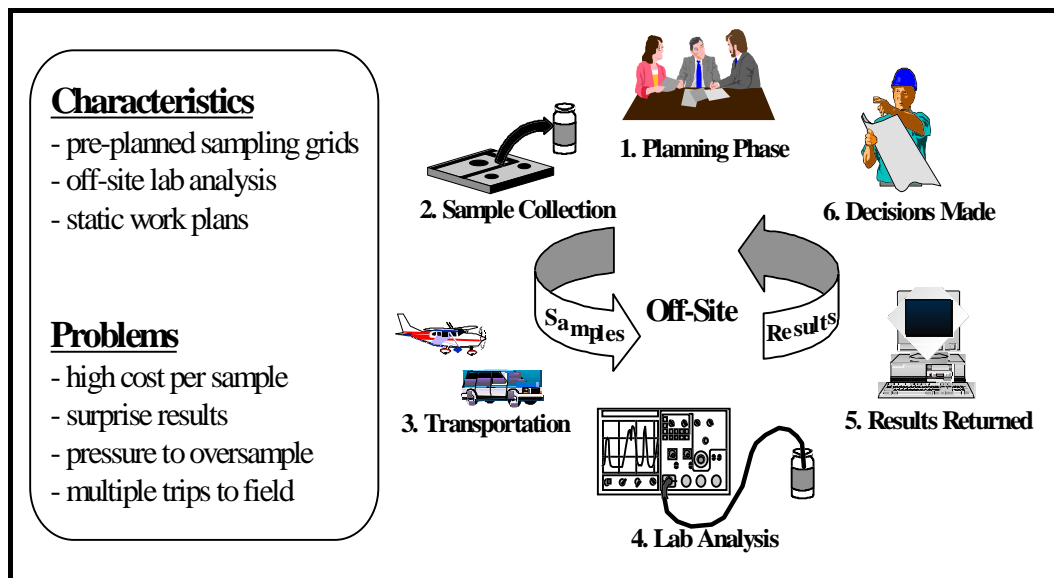 Characteristics
- pre-planned sampling grids
- off-site lab analysis
- static work plans
Problems
- high cost per sample
- surprise results
- pressure to oversample
- multiple trips to field
1. Planning Phase
2. Sample Collection
6. Decisions Made
Samples
Off-Site
Results
3. Transportation
5. Results Returned
4. Lab Analysis